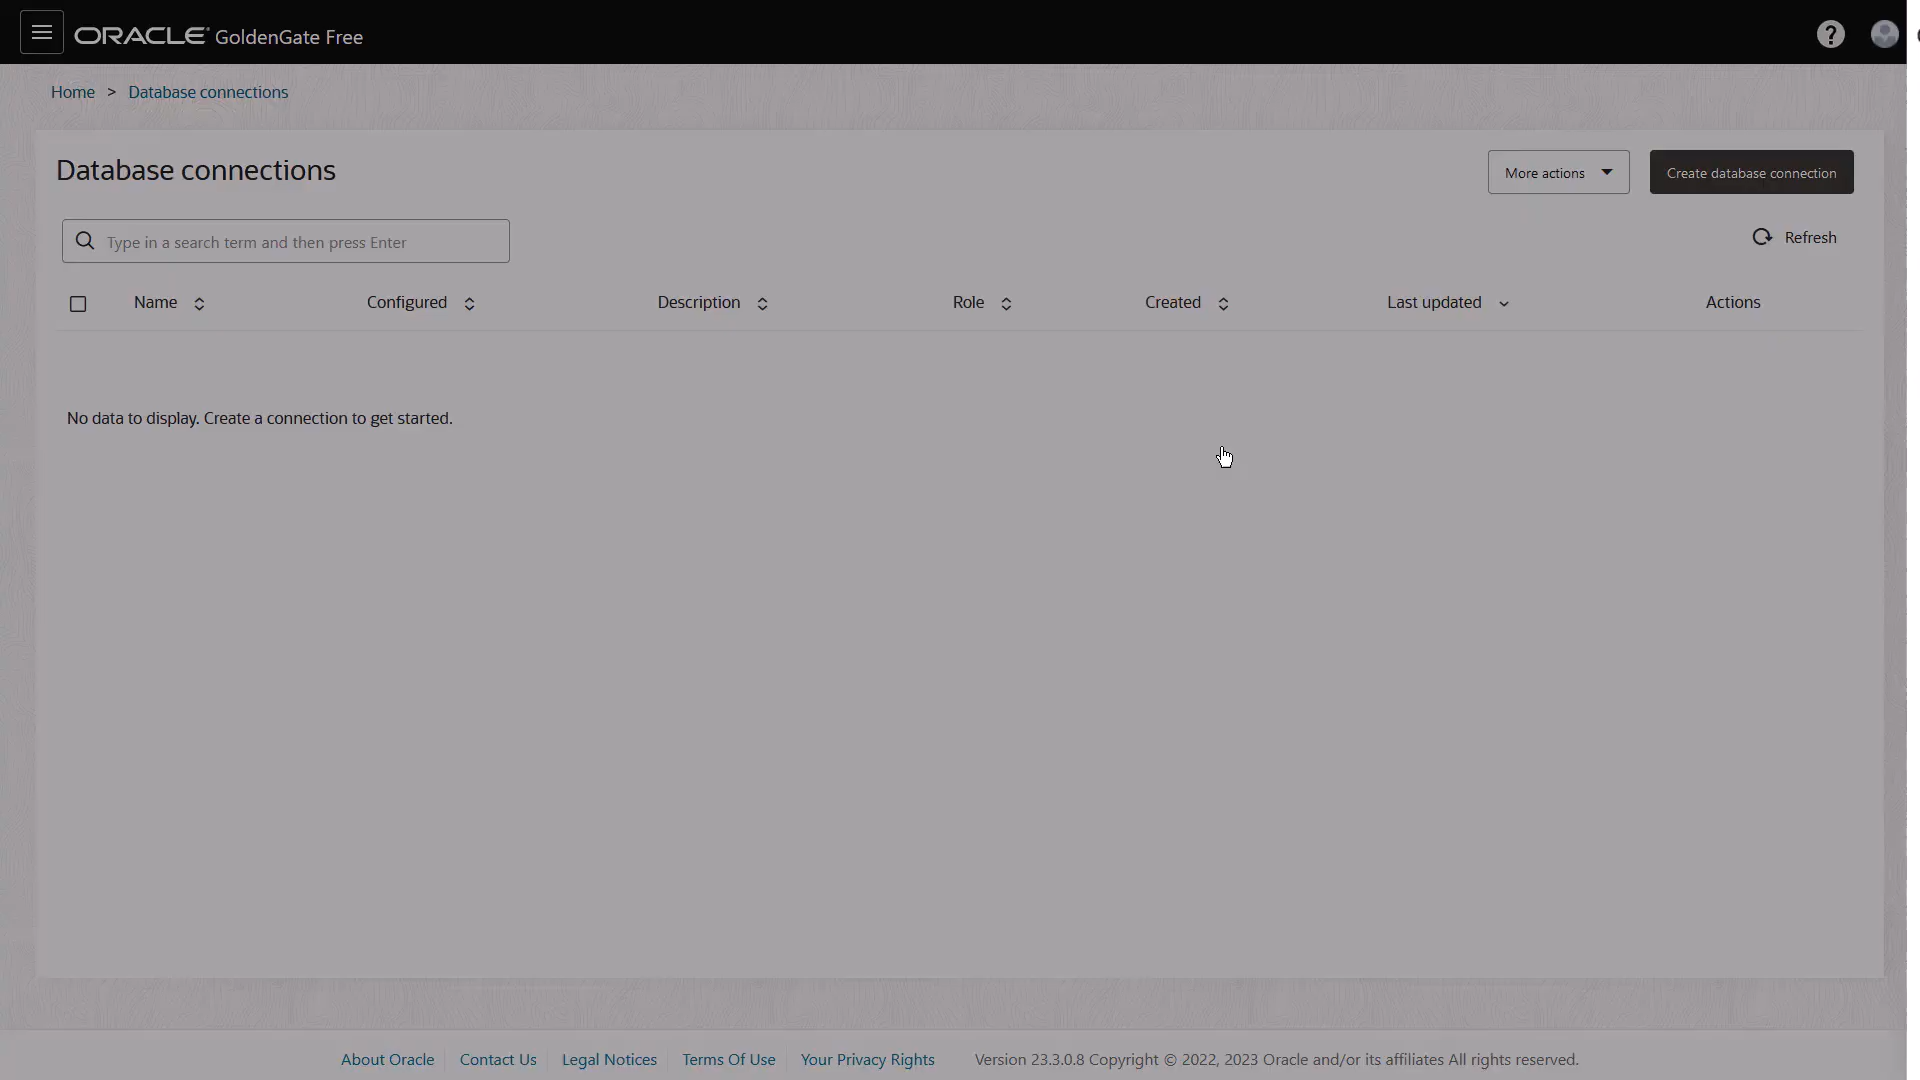 ORACLE GoldenGate Free
Home > Database connections
Database connections
More actions
Create database connection
Type in a search term and then press Enter
Refresh
Name Configured Description Role Created Last updated Actions
No data to display. Create a connection to get started.
About Oracle Contact Us Legal Notices Terms Of Use Your Privacy Rights Version 23.3.0.8 Copyright © 2022, 2023 Oracle and/or its affiliates All rights reserved.